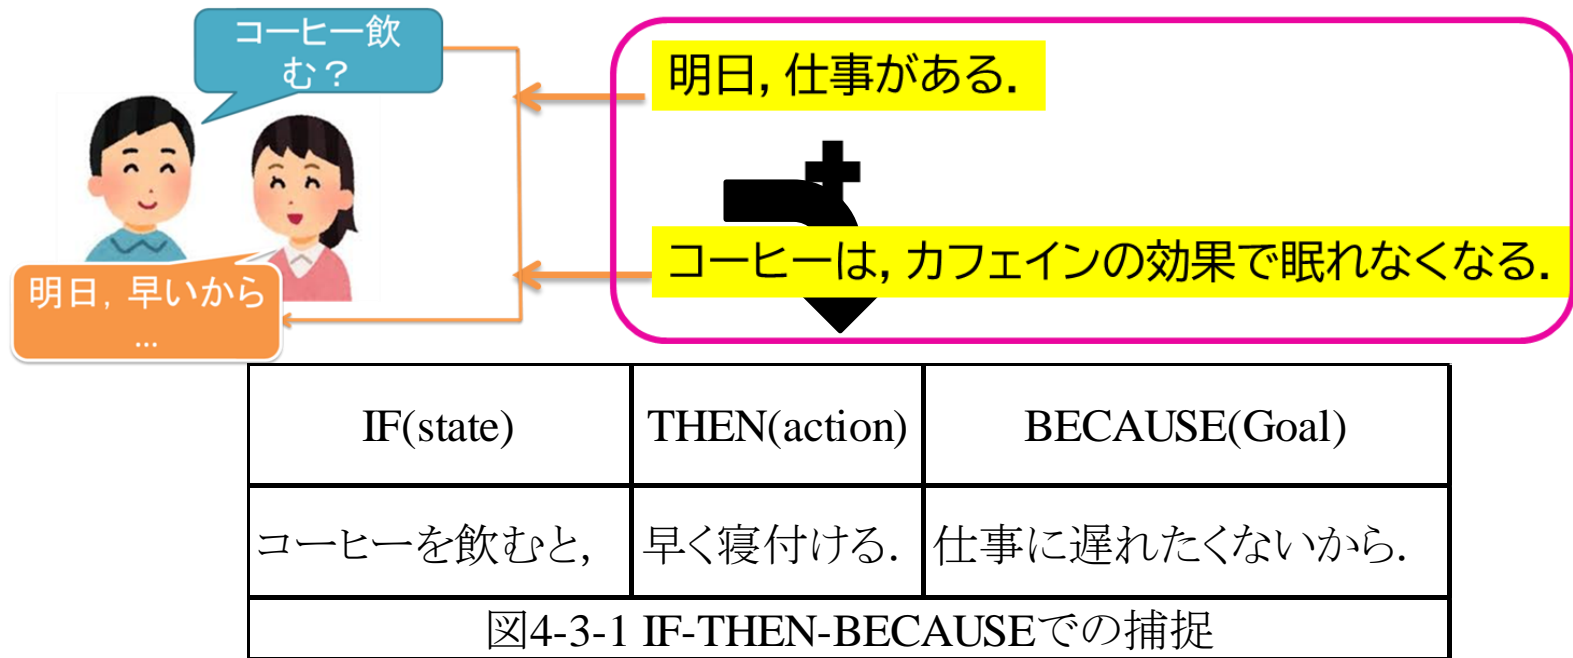 コーヒー飲
む？
明日，仕事がある．
コーヒーは，カフェインの効果で眠れなくなる．
明日，早いから
…
IF(state)
THEN(action)
BECAUSE(Goal)
コーヒーを飲むと，
早く寝付ける．
仕事に遅れたくないから．
図4-3-1 IF-THEN-BECAUSEでの捕捉